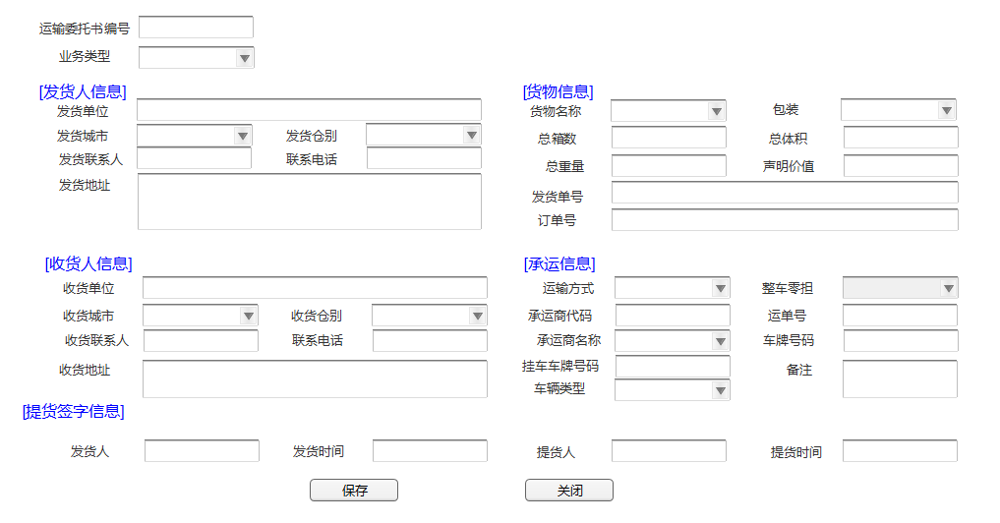 运输委托书编号
业务类型
[发货人信息]
发货单位
发货城市 发货仓别
发货联系人 联系电话
发货地址
[货物信息]
货物名称 包装
总箱数 总体积
总重量 声明价值
发货单号
订单号
[收货人信息]
收货单位
收货城市 收货仓别
收货联系人 联系电话
收货地址
[承运信息]
运输方式 整车零担
承运商代码 运单号
承运商名称 车牌号码
挂车车牌号码 备注
车辆类型
[提货签字信息]
发货人 发货时间 提货人 提货时间
保存 关闭